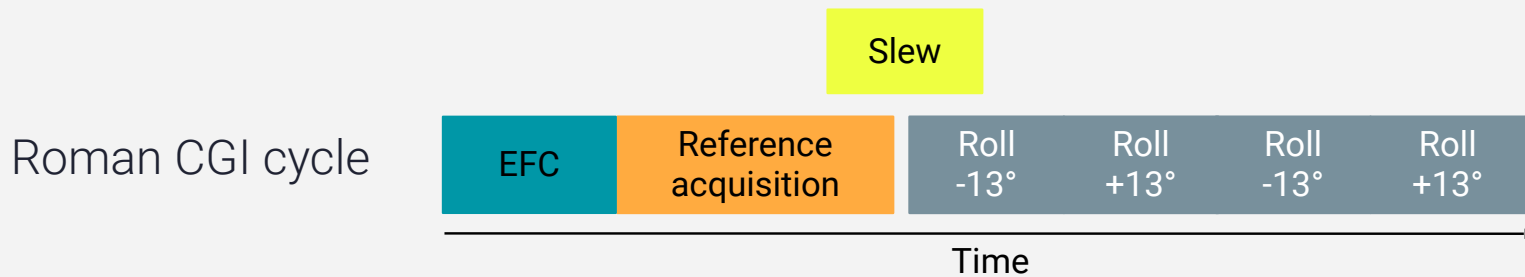 Slew
Roman CGI cycle
EFC
Reference
acquisition
Roll
-13°
Roll
+13°
Roll
-13°
Roll
+13°
Time